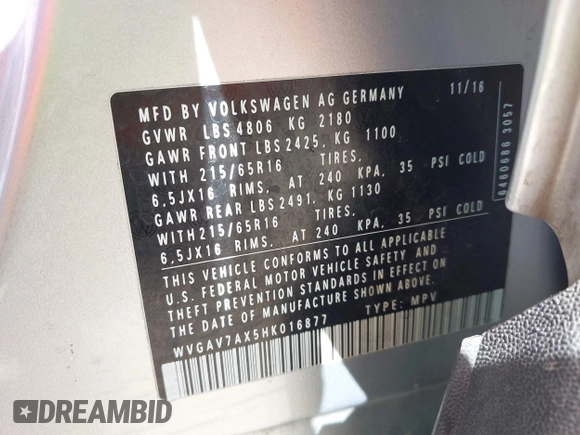 MFD BY VOLKSWAGEN AG GERMANY 11/16
GVWR LBS 4806 KG 2180
GAWR FRONT LBS 2425, KG 1100
WITH 215/65R16 TIRES,
6.5JX16 RIMS, AT 240 KPA, 35 PSI COLD
GAWR REAR LBS 2491, KG 1130
WITH 215/65R16 TIRES,
6.5JX16 RIMS, AT 240 KPA, 35 PSI COLD
THIS VEHICLE CONFORMS TO ALL APPLICABLE
U.S. FEDERAL MOTOR VEHICLE SAFETY AND
THEFT PREVENTION STANDARDS IN EFFECT ON
THE DATE OF MANUFACTURE SHOWN ABOVE.
WVGAV7AX5HK016877 TYPE: MPV
6460686 3057
DREAMBID